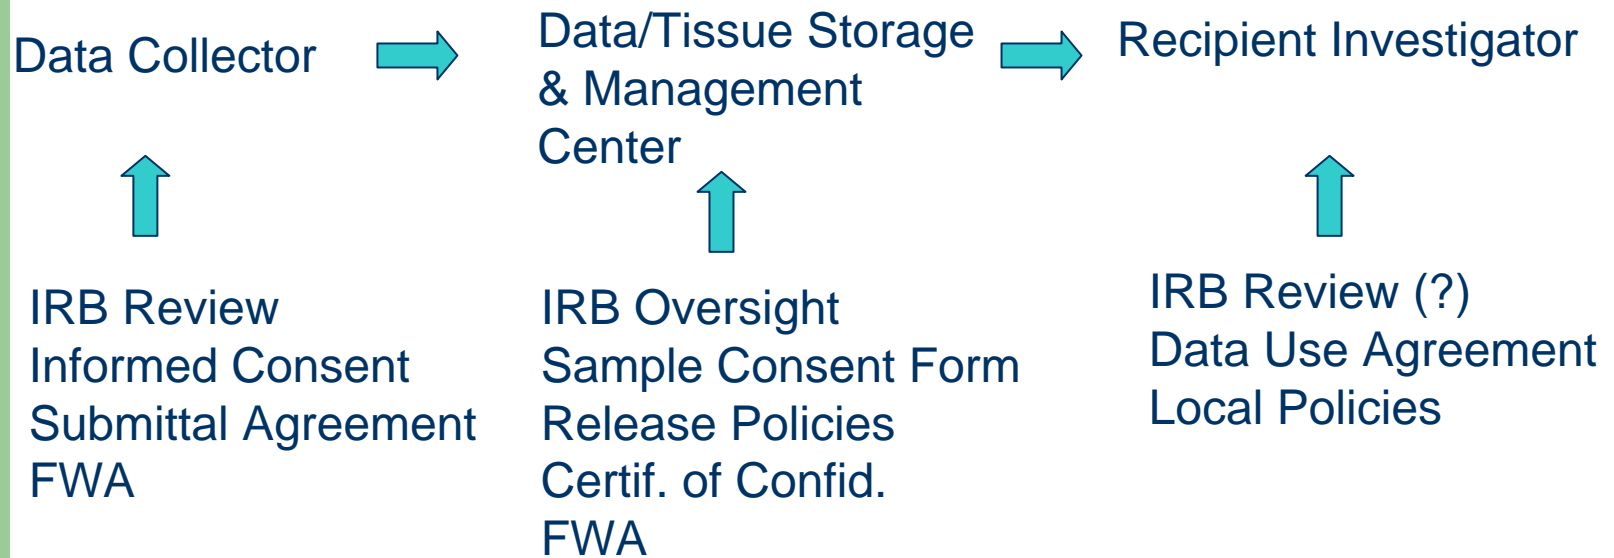 Data Collector
Data/Tissue Storage
& Management
Center
Recipient Investigator
IRB Review
Informed Consent
Submittal Agreement
FWA
IRB Oversight
Sample Consent Form
Release Policies
Certif. of Confid.
FWA
IRB Review (?)
Data Use Agreement
Local Policies